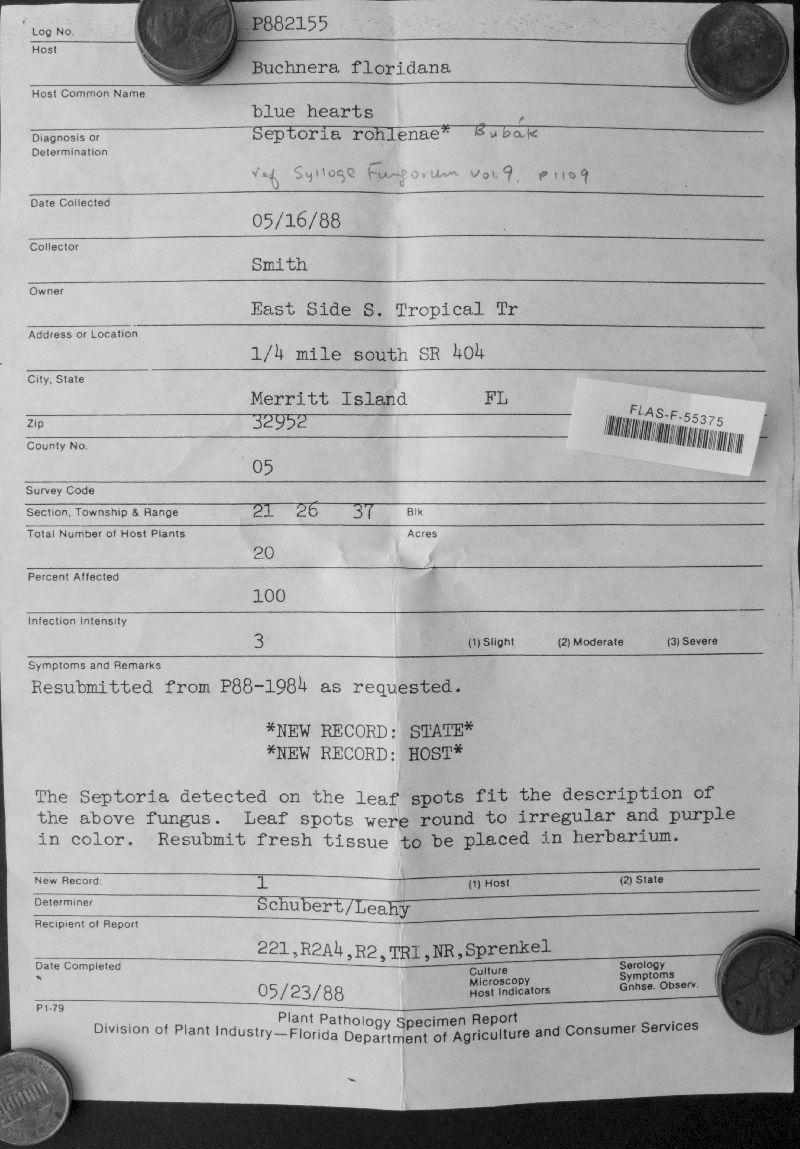 Log No. P882155
Host
Buchnera floridana
Host Common Name
blue hearts
Diagnosis or Septoria rohlenae* Bubák
Determination
ref. Sylloge Fungorum vol. 9, p 1109
Date Collected
05/16/88
Collector
Smith
Owner
East Side S. Tropical Tr
Address or Location
1/4 mile south SR 404
City, State
Merritt Island FL
Zip 32952
FLAS-F-55375
County No.
05
Survey Code
Section, Township & Range 21 26 37 Blk
Total Number of Host Plants Acres
20
Percent Affected
100
Infection Intensity
3 (1) Slight (2) Moderate (3) Severe
Symptoms and Remarks
Resubmitted from P88-1984 as requested.
*NEW RECORD: STATE*
*NEW RECORD: HOST*
The Septoria detected on the leaf spots fit the description of
the above fungus. Leaf spots were round to irregular and purple
in color. Resubmit fresh tissue to be placed in herbarium.
New Record: 1 (1) Host (2) State
Determiner Schubert/Leahy
Recipient of Report
221,R2A4,R2,TRI,NR,Sprenkel
Date Completed Culture Serology
Microscopy Symptoms
05/23/88 Host Indicators Gnhse. Observ.
P1-79
Plant Pathology Specimen Report
Division of Plant Industry—Florida Department of Agriculture and Consumer Services